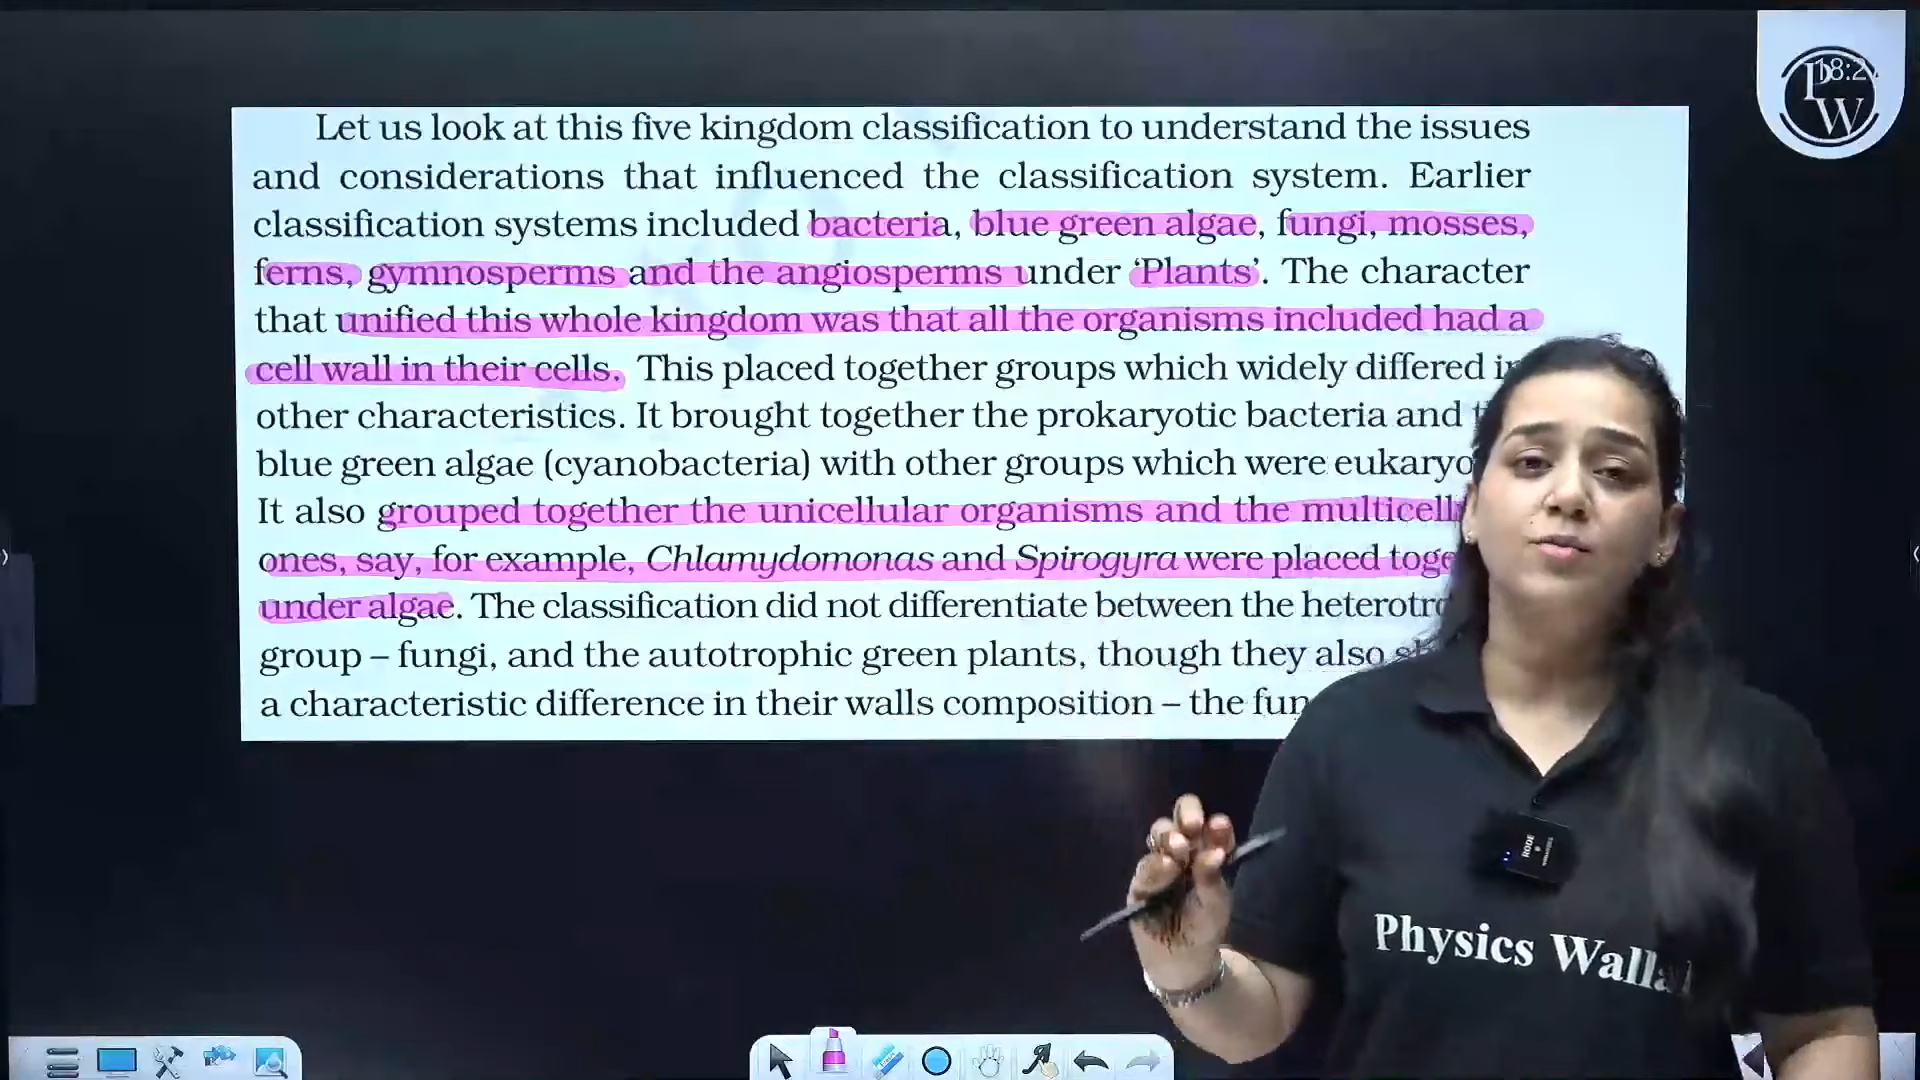 Let us look at this five kingdom classification to understand the issues
and considerations that influenced the classification system. Earlier
classification systems included bacteria, blue green algae, fungi, mosses,
ferns, gymnosperms and the angiosperms under ‘Plants’. The character
that unified this whole kingdom was that all the organisms included had a
cell wall in their cells. This placed together groups which widely differed in
other characteristics. It brought together the prokaryotic bacteria and
blue green algae (cyanobacteria) with other groups which were
It also grouped together the unicellular organisms and the
ones, say, for example, Chlamydomonas and Spirogyra were placed
under algae. The classification did not differentiate between the
group – fungi, and the autotrophic green plants, though they also
a characteristic difference in their walls composition – the
PW
RODE
Physics